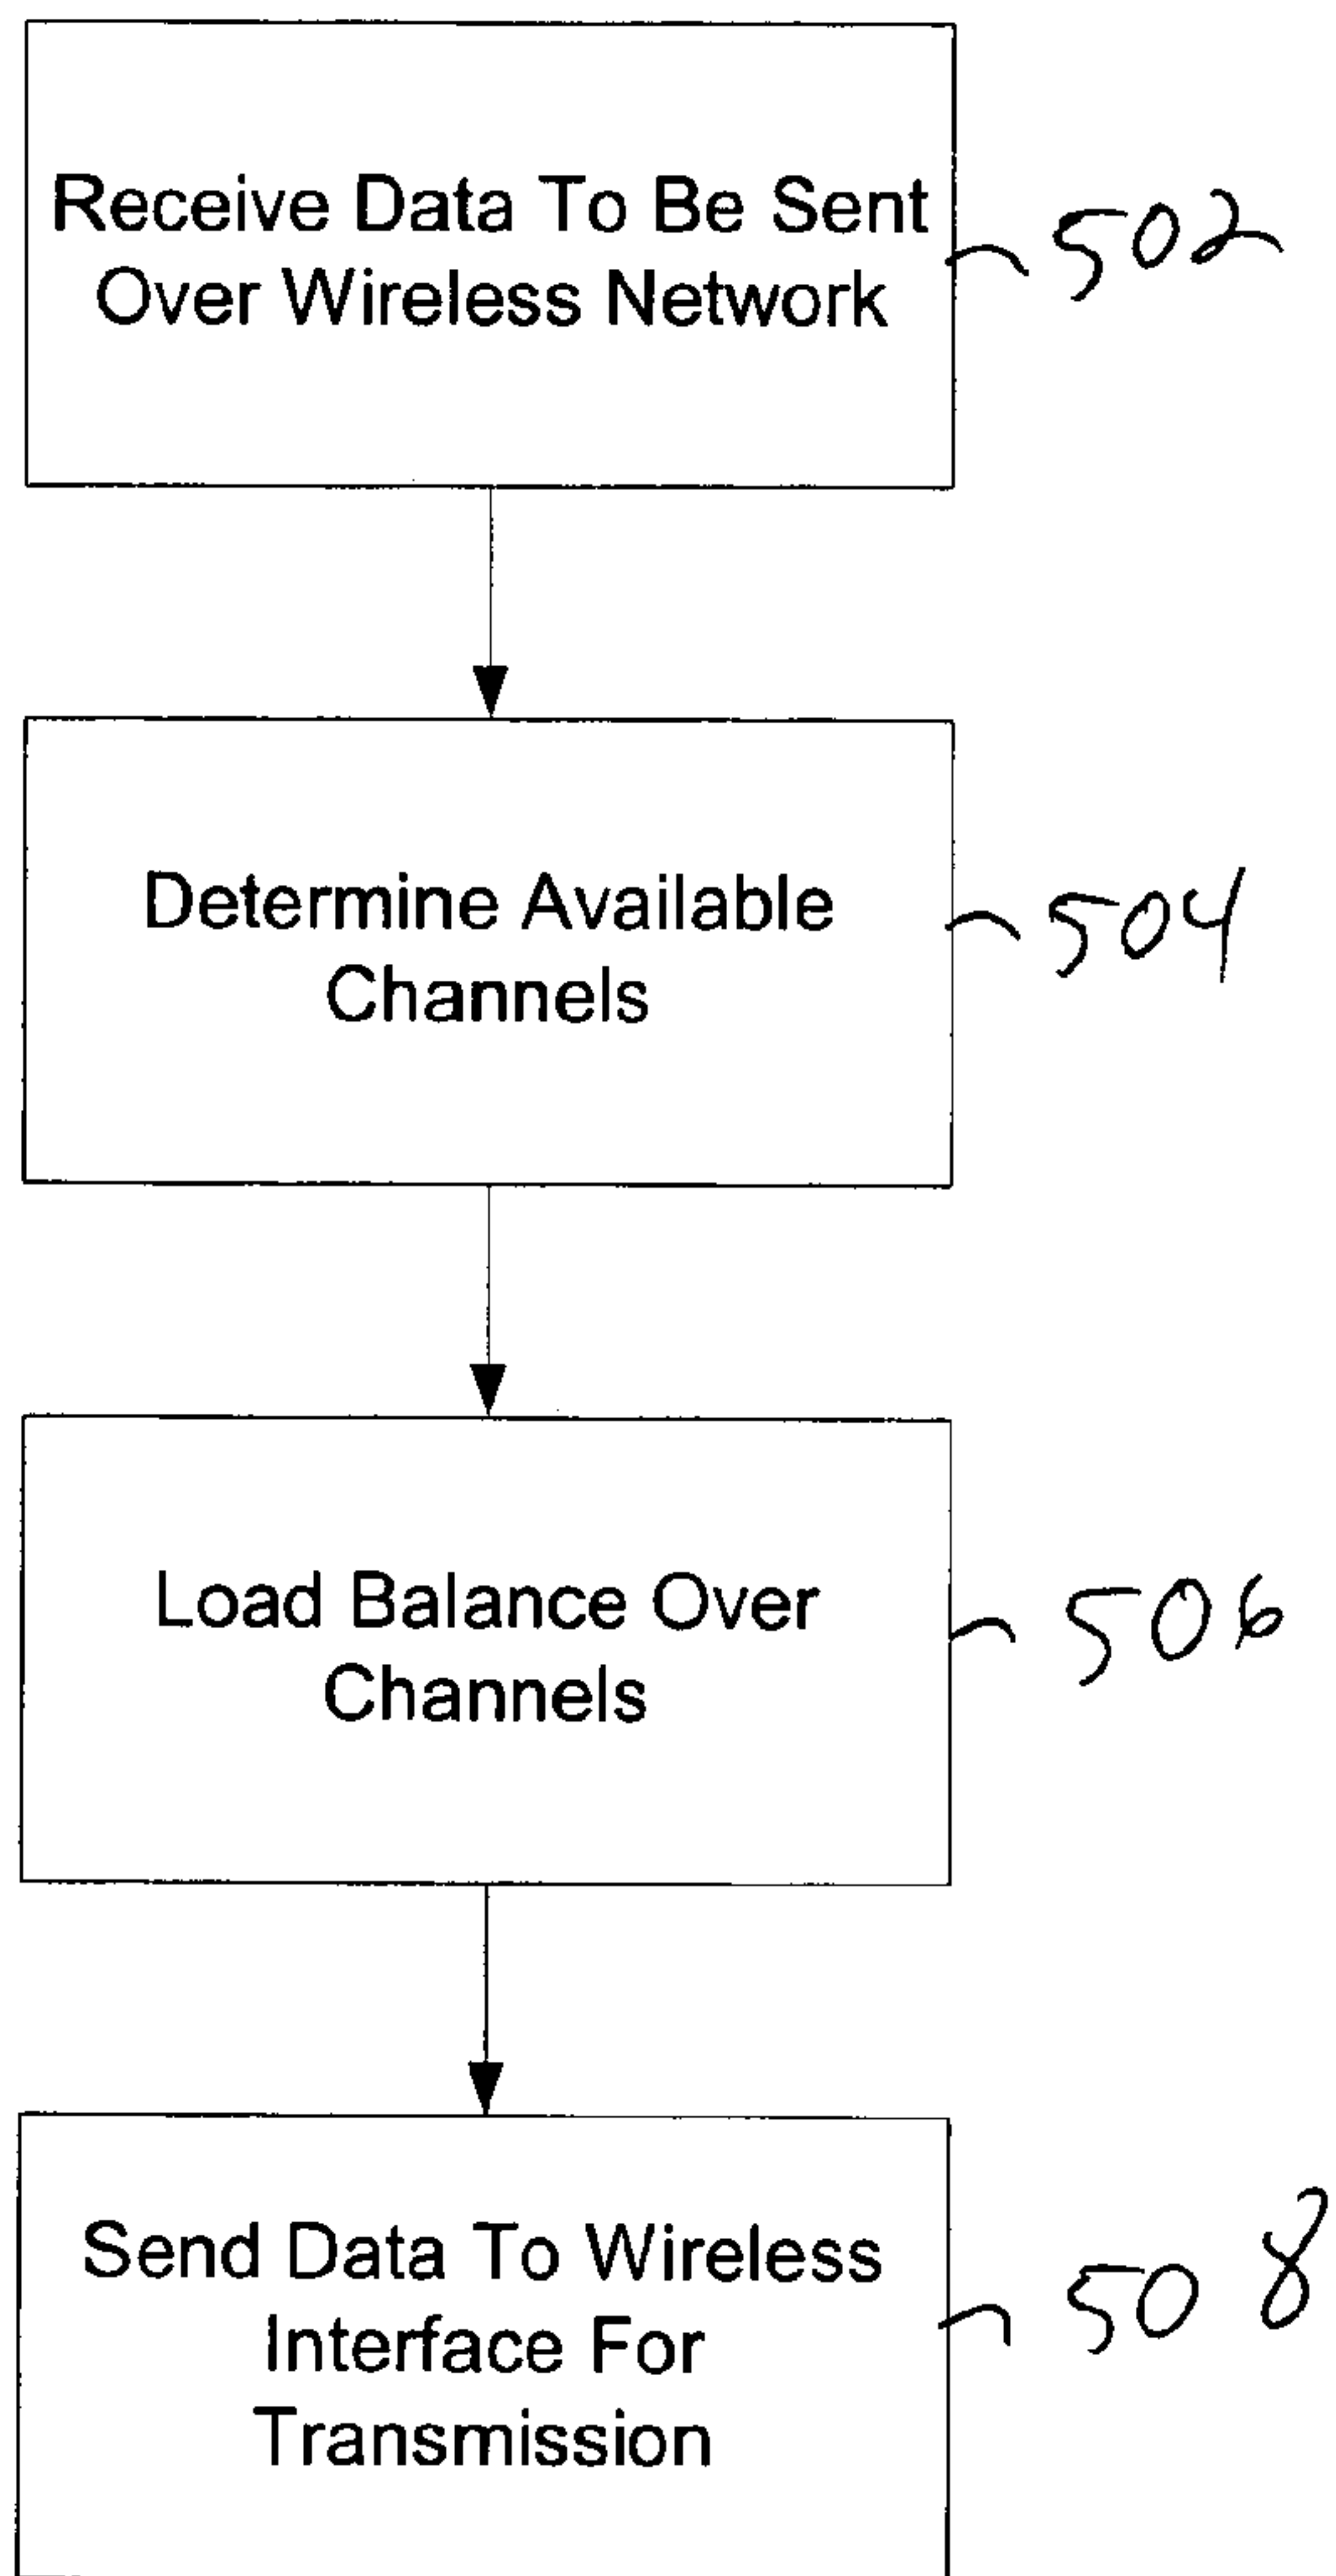 Receive Data To Be Sent
Over Wireless Network
502
Determine Available
Channels
504
Load Balance Over
Channels
506
Send Data To Wireless
Interface For
Transmission
508